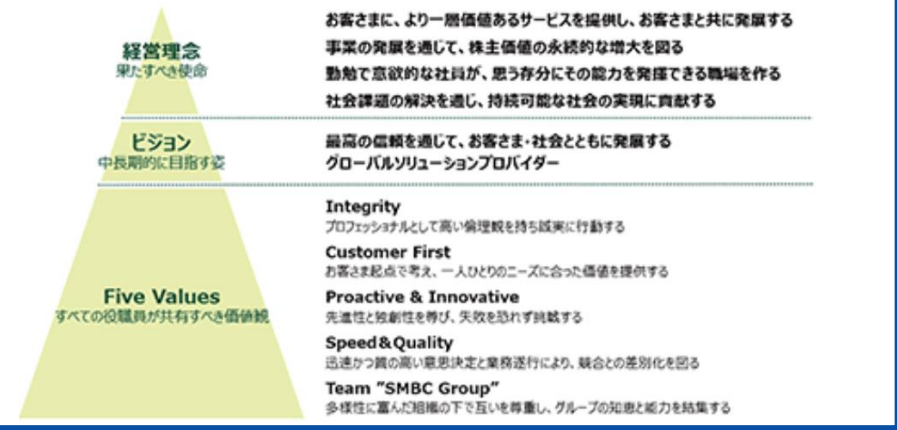 経営理念
果たすべき使命
お客さまに、より一層価値あるサービスを提供し、お客さまと共に発展する
事業の発展を通じて、株主価値の永続的な増大を図る
勤勉で意欲的な社員が、思う存分にその能力を発揮できる職場を作る
社会課題の解決を通じ、持続可能な社会の実現に貢献する
ビジョン
中長期的に目指す姿
最高の信頼を通じて、お客さま・社会とともに発展する
グローバルソリューションプロバイダー
Five Values
すべての役職員が共有すべき価値観
Integrity
プロフェッショナルとして高い倫理観を持ち誠実に行動する
Customer First
お客さま起点で考え、一人ひとりのニーズに合った価値を提供する
Proactive & Innovative
先進性と独創性を尊び、失敗を恐れず挑戦する
Speed&Quality
迅速かつ質の高い意思決定と業務遂行により、競合との差別化を図る
Team "SMBC Group"
多様性に富んだ組織の下で互いを尊重し、グループの知恵と能力を結集する